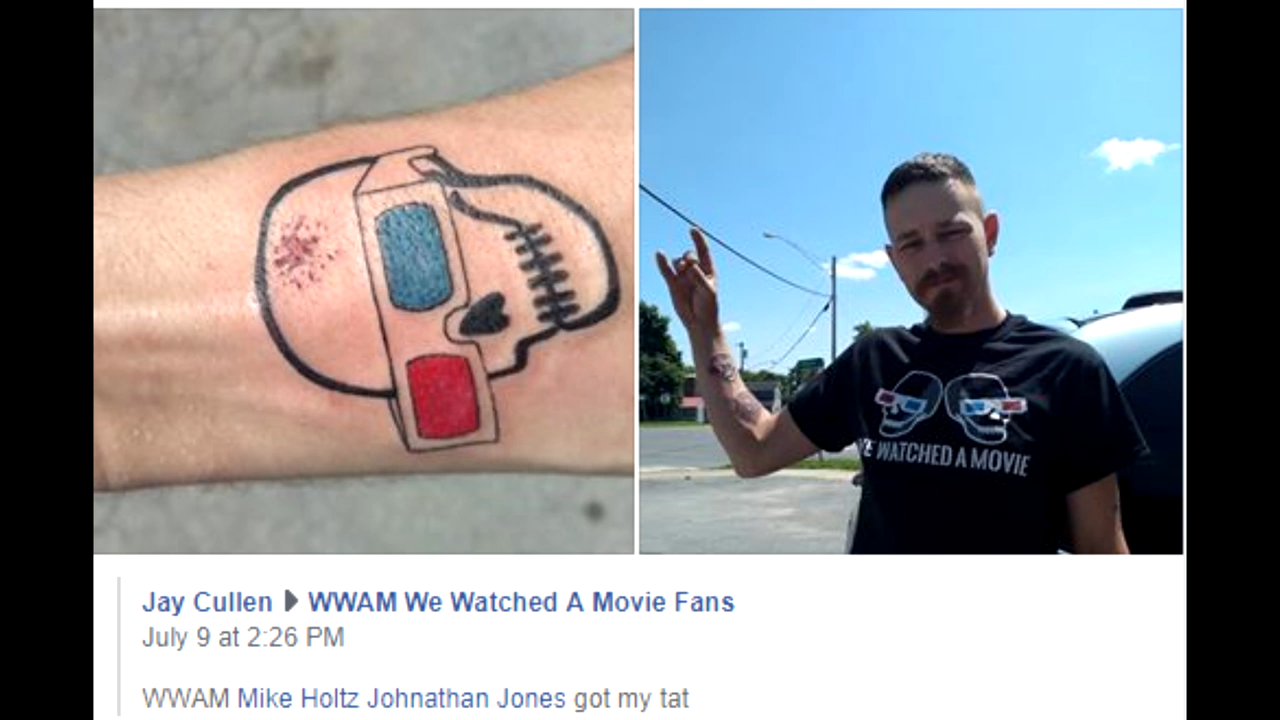 WATCHED A MOVIE
Jay Cullen WWAM We Watched A Movie Fans
July 9 at 2:26 PM
WWAM Mike Holtz Johnathan Jones got my tat